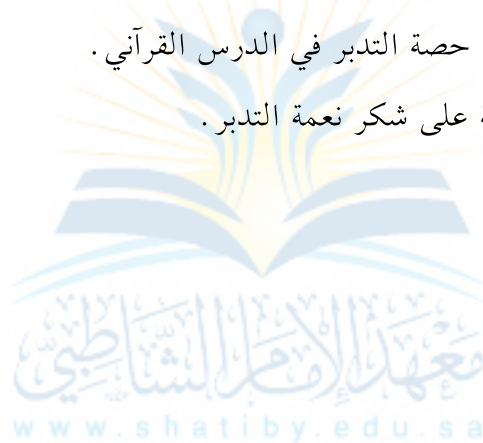 حصة التدبر في الدرس القرآني.
على شكر نعمة التدبر.
معهد الإمام الشاطبي
www.shatiby.edu.sa